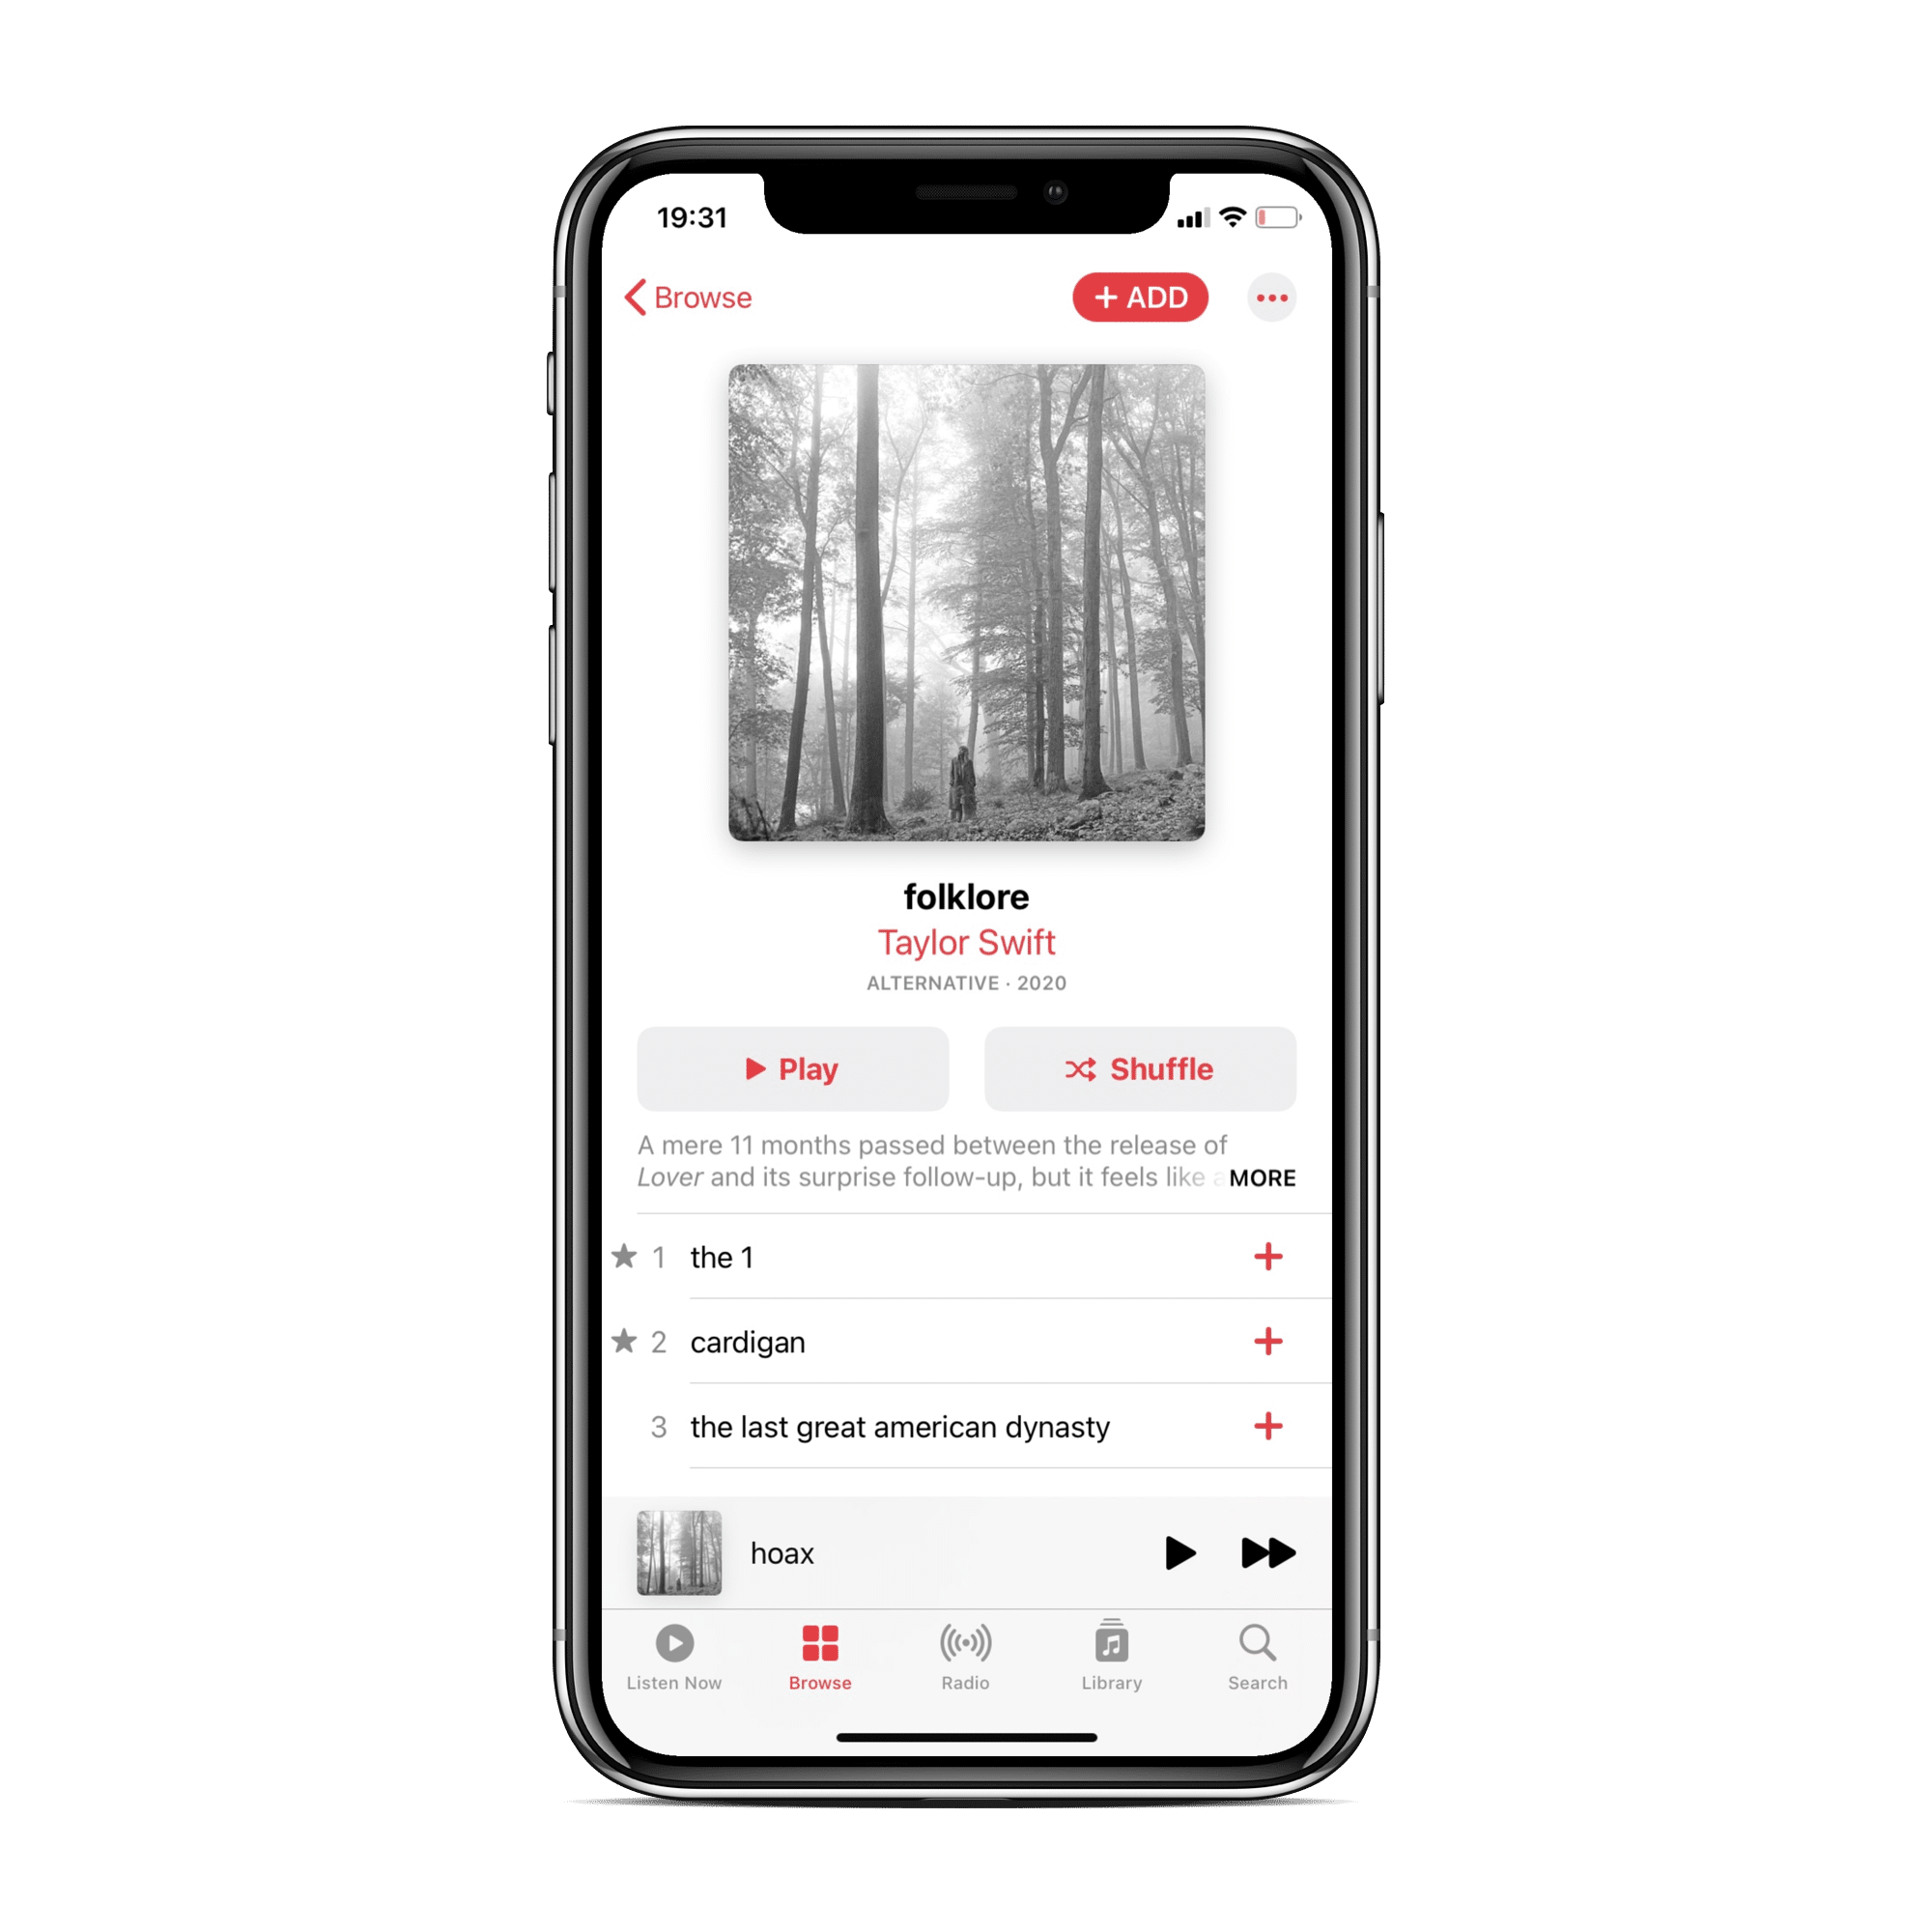 19:31
Browse
+ ADD
folklore
Taylor Swift
ALTERNATIVE · 2020
Play
Shuffle
A mere 11 months passed between the release of
Lover and its surprise follow-up, but it feels like a MORE
★ 1 the 1 +
★ 2 cardigan +
3 the last great american dynasty +
hoax
Listen Now
Browse
Radio
Library
Search